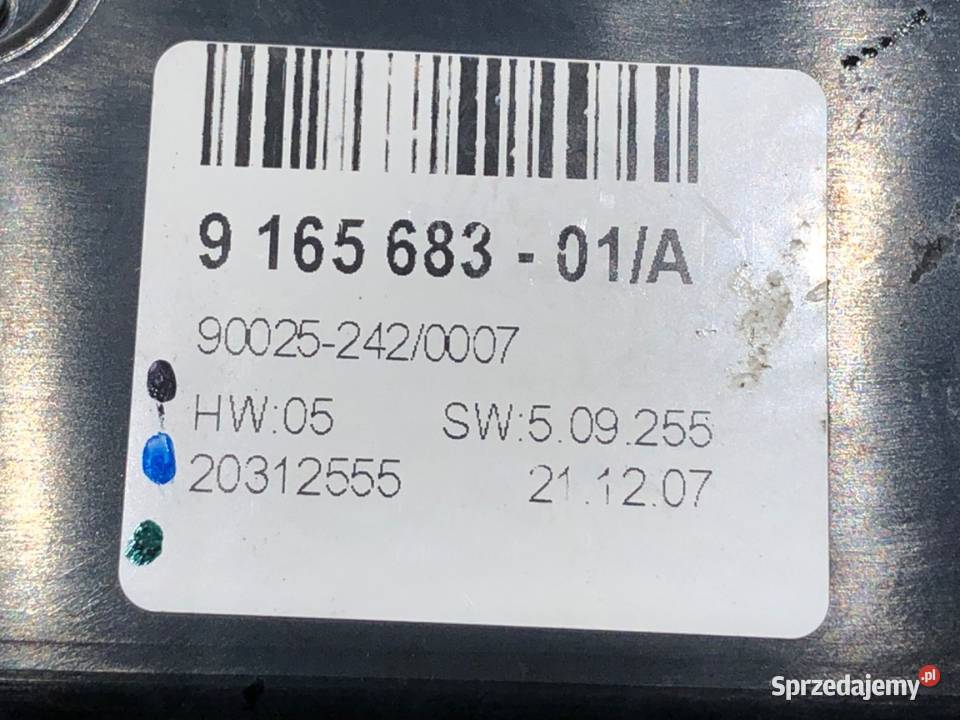 9 165 683 - 01/A
90025-242/0007
HW:05 SW:5.09.255
20312555 21.12.07
Sprzedajemy.pl